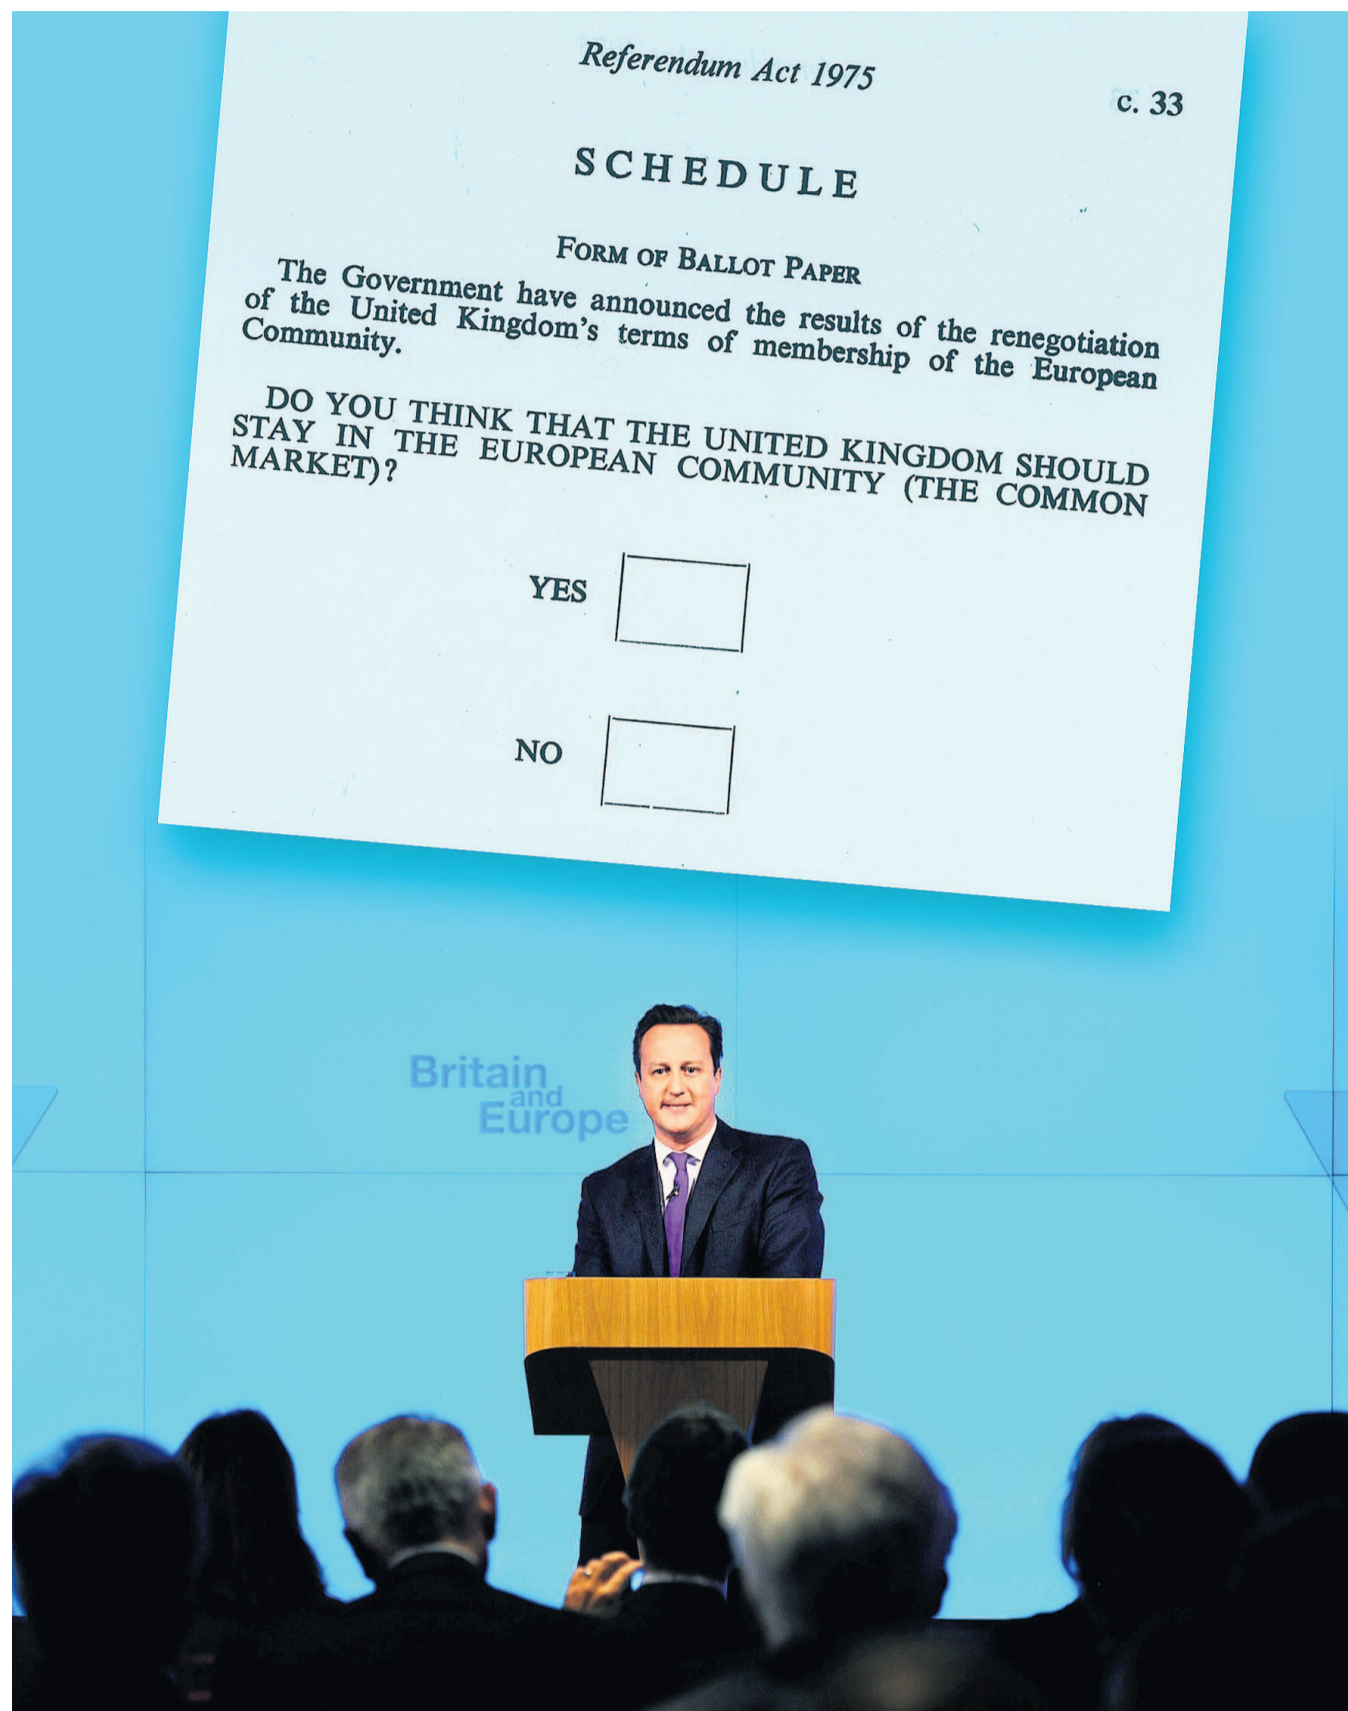 Referendum Act 1975
c. 33
SCHEDULE
FORM OF BALLOT PAPER
The Government have announced the results of the renegotiation
of the United Kingdom's terms of membership of the European
Community.
DO YOU THINK THAT THE UNITED KINGDOM SHOULD
STAY IN THE EUROPEAN COMMUNITY (THE COMMON
MARKET)?
YES
NO
Britain
and
Europe